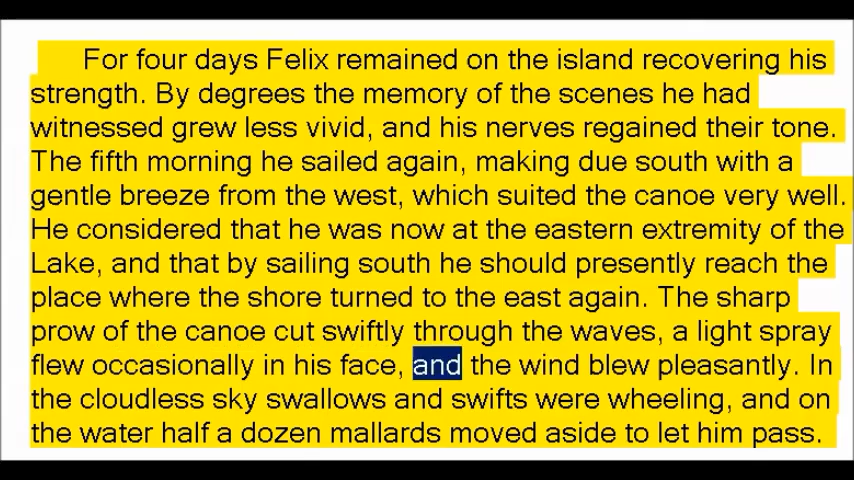 For four days Felix remained on the island recovering his
strength. By degrees the memory of the scenes he had
witnessed grew less vivid, and his nerves regained their tone.
The fifth morning he sailed again, making due south with a
gentle breeze from the west, which suited the canoe very well.
He considered that he was now at the eastern extremity of the
Lake, and that by sailing south he should presently reach the
place where the shore turned to the east again. The sharp
prow of the canoe cut swiftly through the waves, a light spray
flew occasionally in his face, and the wind blew pleasantly. In
the cloudless sky swallows and swifts were wheeling, and on
the water half a dozen mallards moved aside to let him pass.